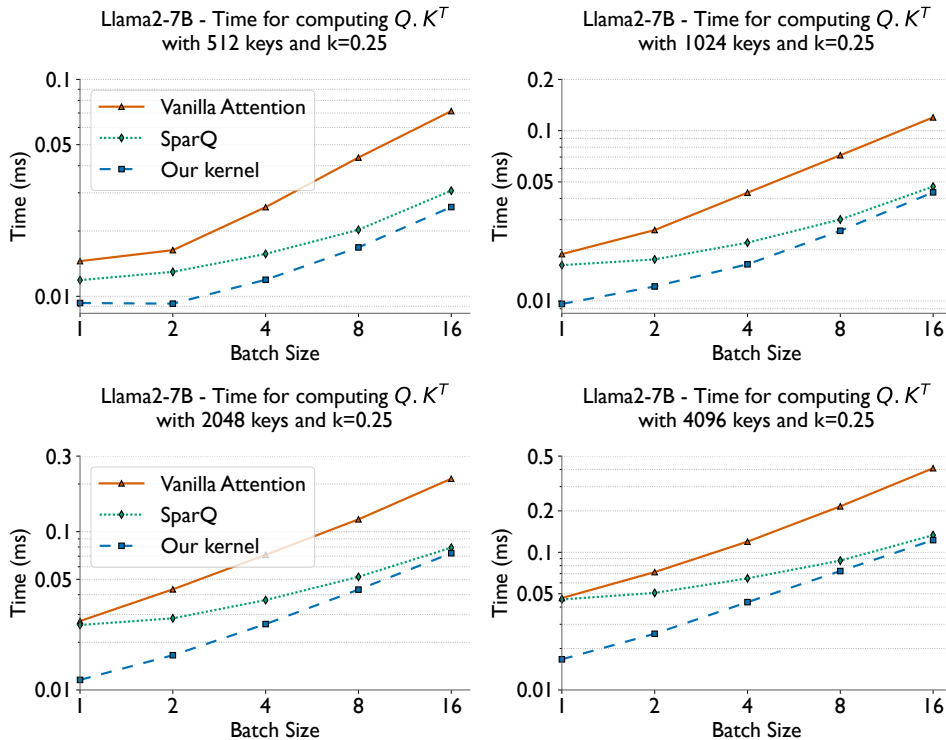 Llama2-7B - Time for computing Q. K^T
with 512 keys and k=0.25
Time (ms)
0.1
0.05
0.01
Vanilla Attention
SparQ
Our kernel
1 2 4 8 16
Batch Size
Llama2-7B - Time for computing Q. K^T
with 1024 keys and k=0.25
Time (ms)
0.2
0.1
0.05
0.01
1 2 4 8 16
Batch Size
Llama2-7B - Time for computing Q. K^T
with 2048 keys and k=0.25
Time (ms)
0.3
0.1
0.05
0.01
Vanilla Attention
SparQ
Our kernel
1 2 4 8 16
Batch Size
Llama2-7B - Time for computing Q. K^T
with 4096 keys and k=0.25
Time (ms)
0.5
0.1
0.05
0.01
1 2 4 8 16
Batch Size